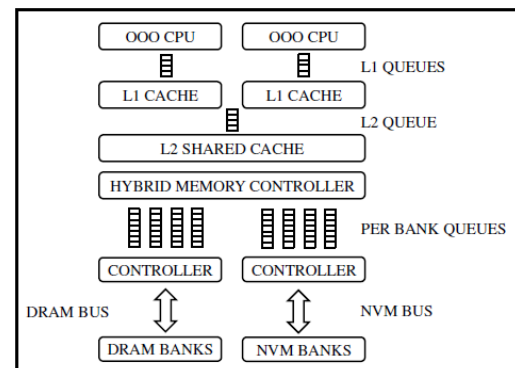 OOO CPU OOO CPU
L1 QUEUES
L1 CACHE L1 CACHE
L2 QUEUE
L2 SHARED CACHE
HYBRID MEMORY CONTROLLER
PER BANK QUEUES
CONTROLLER CONTROLLER
DRAM BUS NVM BUS
DRAM BANKS NVM BANKS